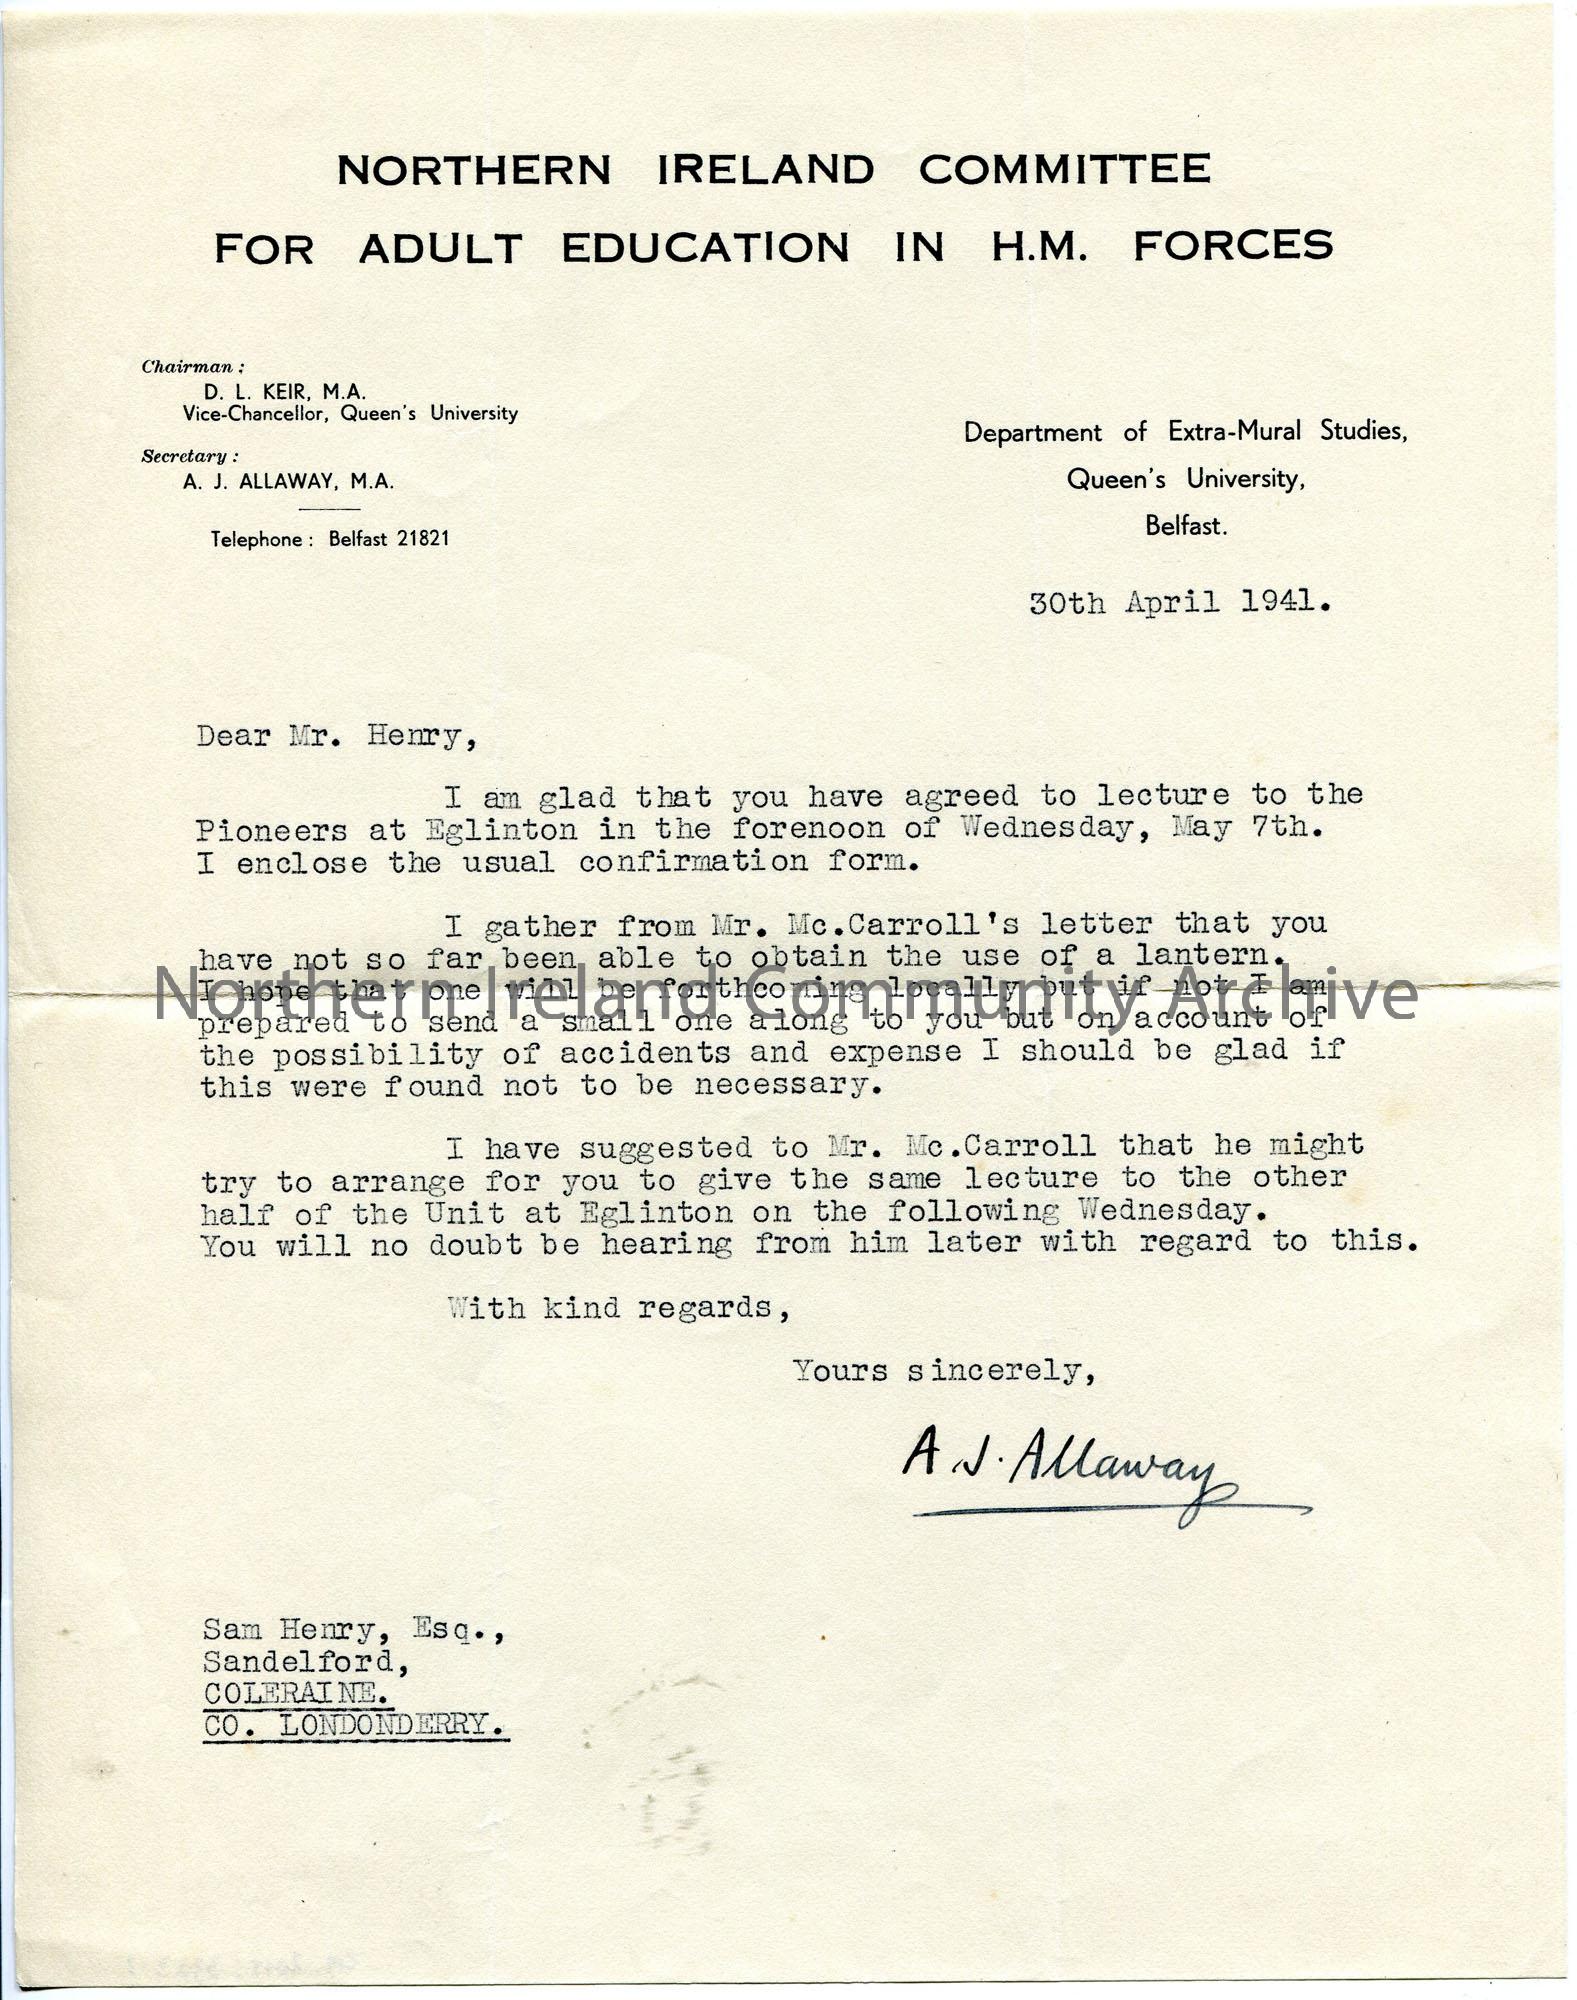 NORTHERN IRELAND COMMITTEE
FOR ADULT EDUCATION IN H.M. FORCES
Chairman :
D. L. KEIR, M.A.
Vice-Chancellor, Queen's University
Secretary :
A. J. ALLAWAY, M.A.
Telephone : Belfast 21821
Department of Extra-Mural Studies,
Queen's University,
Belfast.
30th April 1941.
Dear Mr. Henry,
I am glad that you have agreed to lecture to the
Pioneers at Eglinton in the forenoon of Wednesday, May 7th.
I enclose the usual confirmation form.
I gather from Mr. Mc.Carroll's letter that you
have not so far been able to obtain the use of a lantern.
I hope that one will be forthcoming locally but if not I am
prepared to send a small one along to you but on account of
the possibility of accidents and expense I should be glad if
this were found not to be necessary.
I have suggested to Mr. Mc.Carroll that he might
try to arrange for you to give the same lecture to the other
half of the Unit at Eglinton on the following Wednesday.
You will no doubt be hearing from him later with regard to this.
With kind regards,
Yours sincerely,
A. J. Allaway
Sam Henry, Esq.,
Sandelford,
COLERAINE.
CO. LONDONDERRY.
Northern Ireland Community Archive